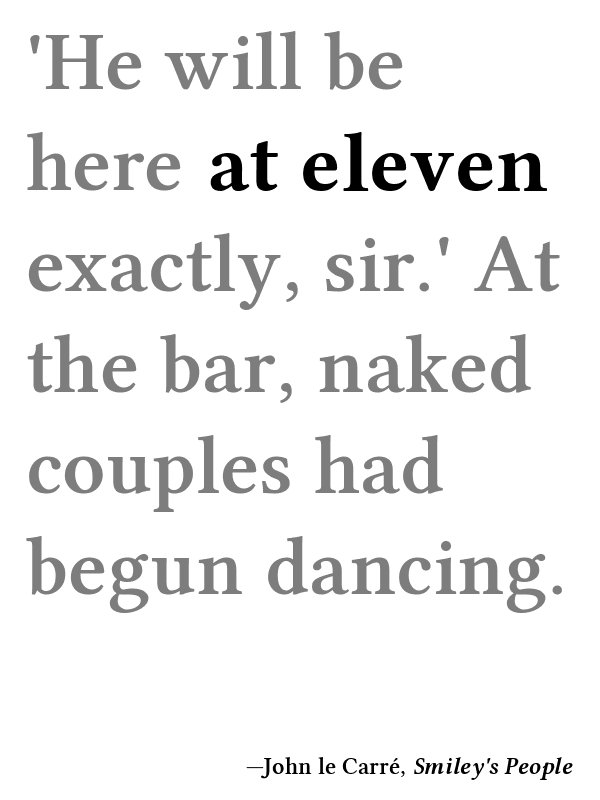 'He will be
here at eleven
exactly, sir.' At
the bar, naked
couples had
begun dancing.
—John le Carré, Smiley's People